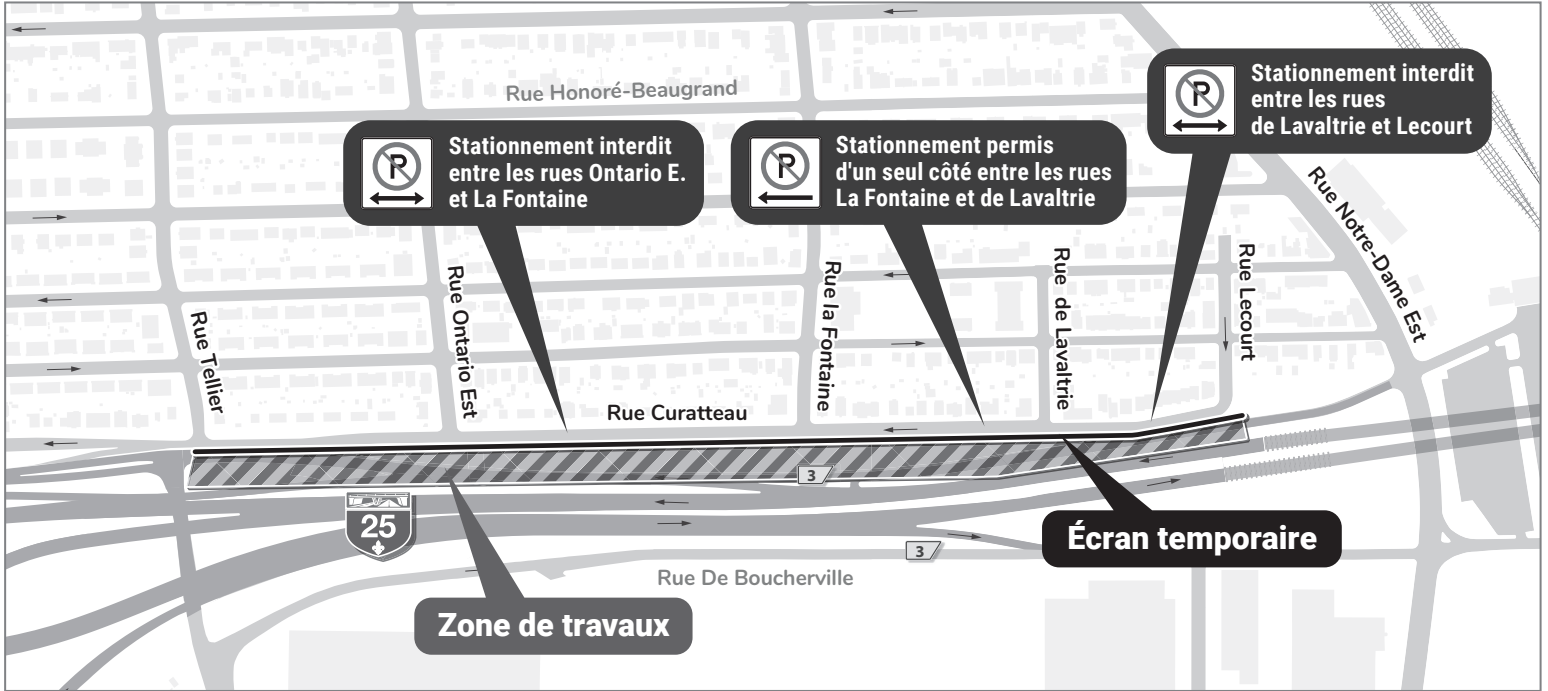 Rue Honoré-Beaugrand
P
Stationnement interdit
entre les rues Ontario E.
et La Fontaine
P
Stationnement permis
d'un seul côté entre les rues
La Fontaine et de Lavaltrie
P
Stationnement interdit
entre les rues
de Lavaltrie et Lecourt
Rue Notre-Dame Est
Rue Tellier
Rue Ontario Est
Rue la Fontaine
Rue de Lavaltrie
Rue Lecourt
Rue Curatteau
3
25
Écran temporaire
3
Rue De Boucherville
Zone de travaux